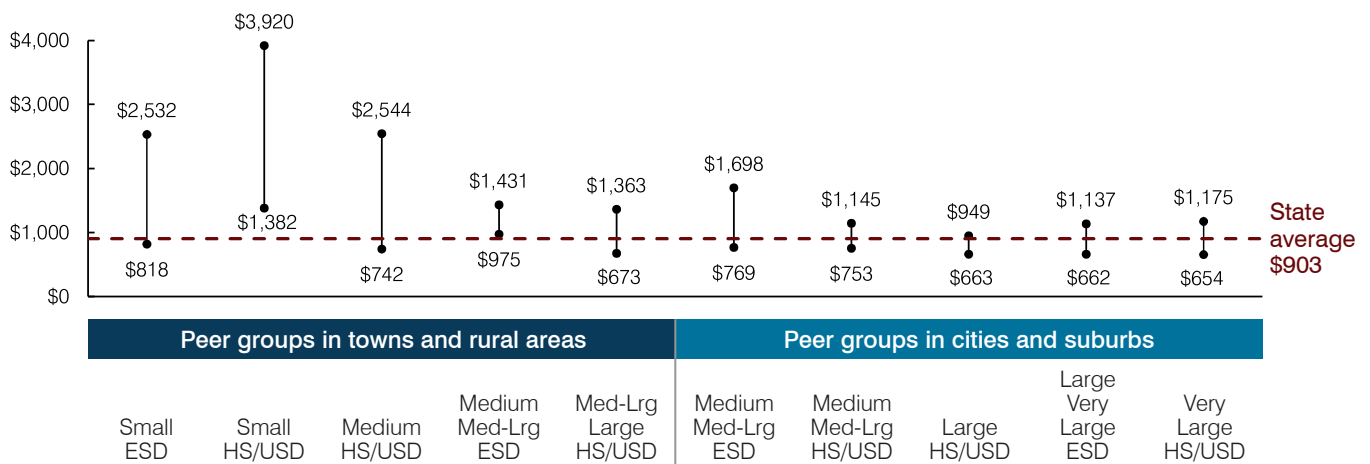 $4,000
$3,000
$2,000
$1,000
$0
$2,532
$818
$3,920
$1,382
$2,544
$742
$1,431
$975
$1,363
$673
$1,698
$769
$1,145
$753
$949
$663
$1,137
$662
$1,175
$654
State
average
$903
Peer groups in towns and rural areas
Peer groups in cities and suburbs
Small
ESD
Small
HS/USD
Medium
HS/USD
Medium
Med-Lrg
ESD
Med-Lrg
Large
HS/USD
Medium
Med-Lrg
ESD
Medium
Med-Lrg
HS/USD
Large
HS/USD
Large
Very
Large
ESD
Very
Large
HS/USD